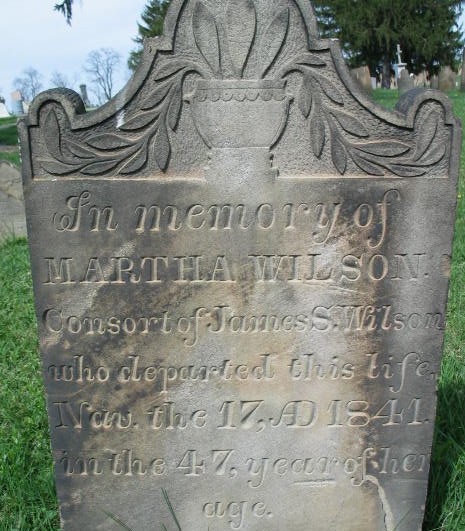 In memory of
MARTHA WILSON.
Consort of James S. Wilson
who departed this life,
Nav. the 17, AD 1841.
in the 47, year of her
age.